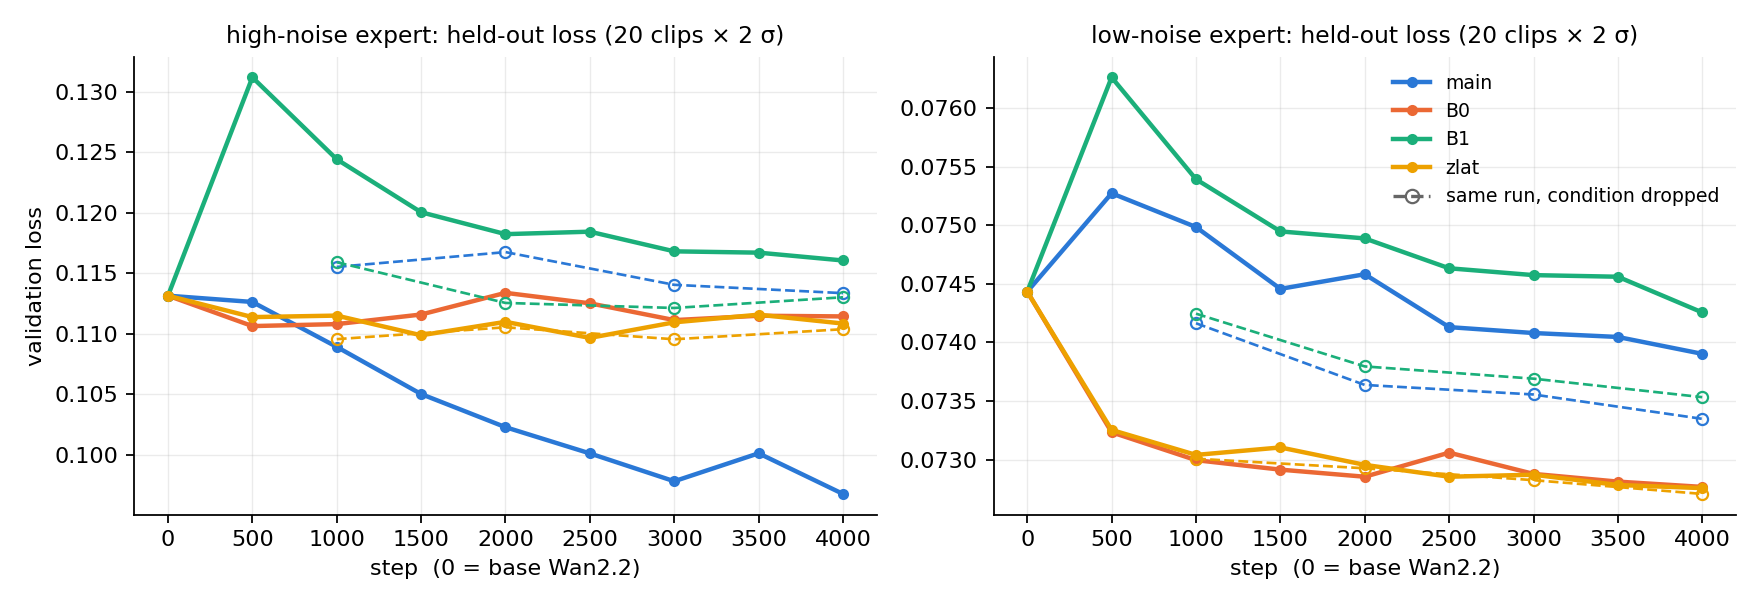 high-noise expert: held-out loss (20 clips × 2 σ)
validation loss
0.130
0.125
0.120
0.115
0.110
0.105
0.100
0 500 1000 1500 2000 2500 3000 3500 4000
step (0 = base Wan2.2)
low-noise expert: held-out loss (20 clips × 2 σ)
main
B0
B1
zlat
same run, condition dropped
0.0760
0.0755
0.0750
0.0745
0.0740
0.0735
0.0730
0 500 1000 1500 2000 2500 3000 3500 4000
step (0 = base Wan2.2)